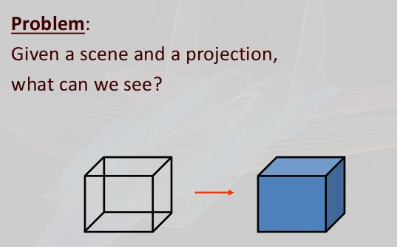 Problem:
Given a scene and a projection,
what can we see?